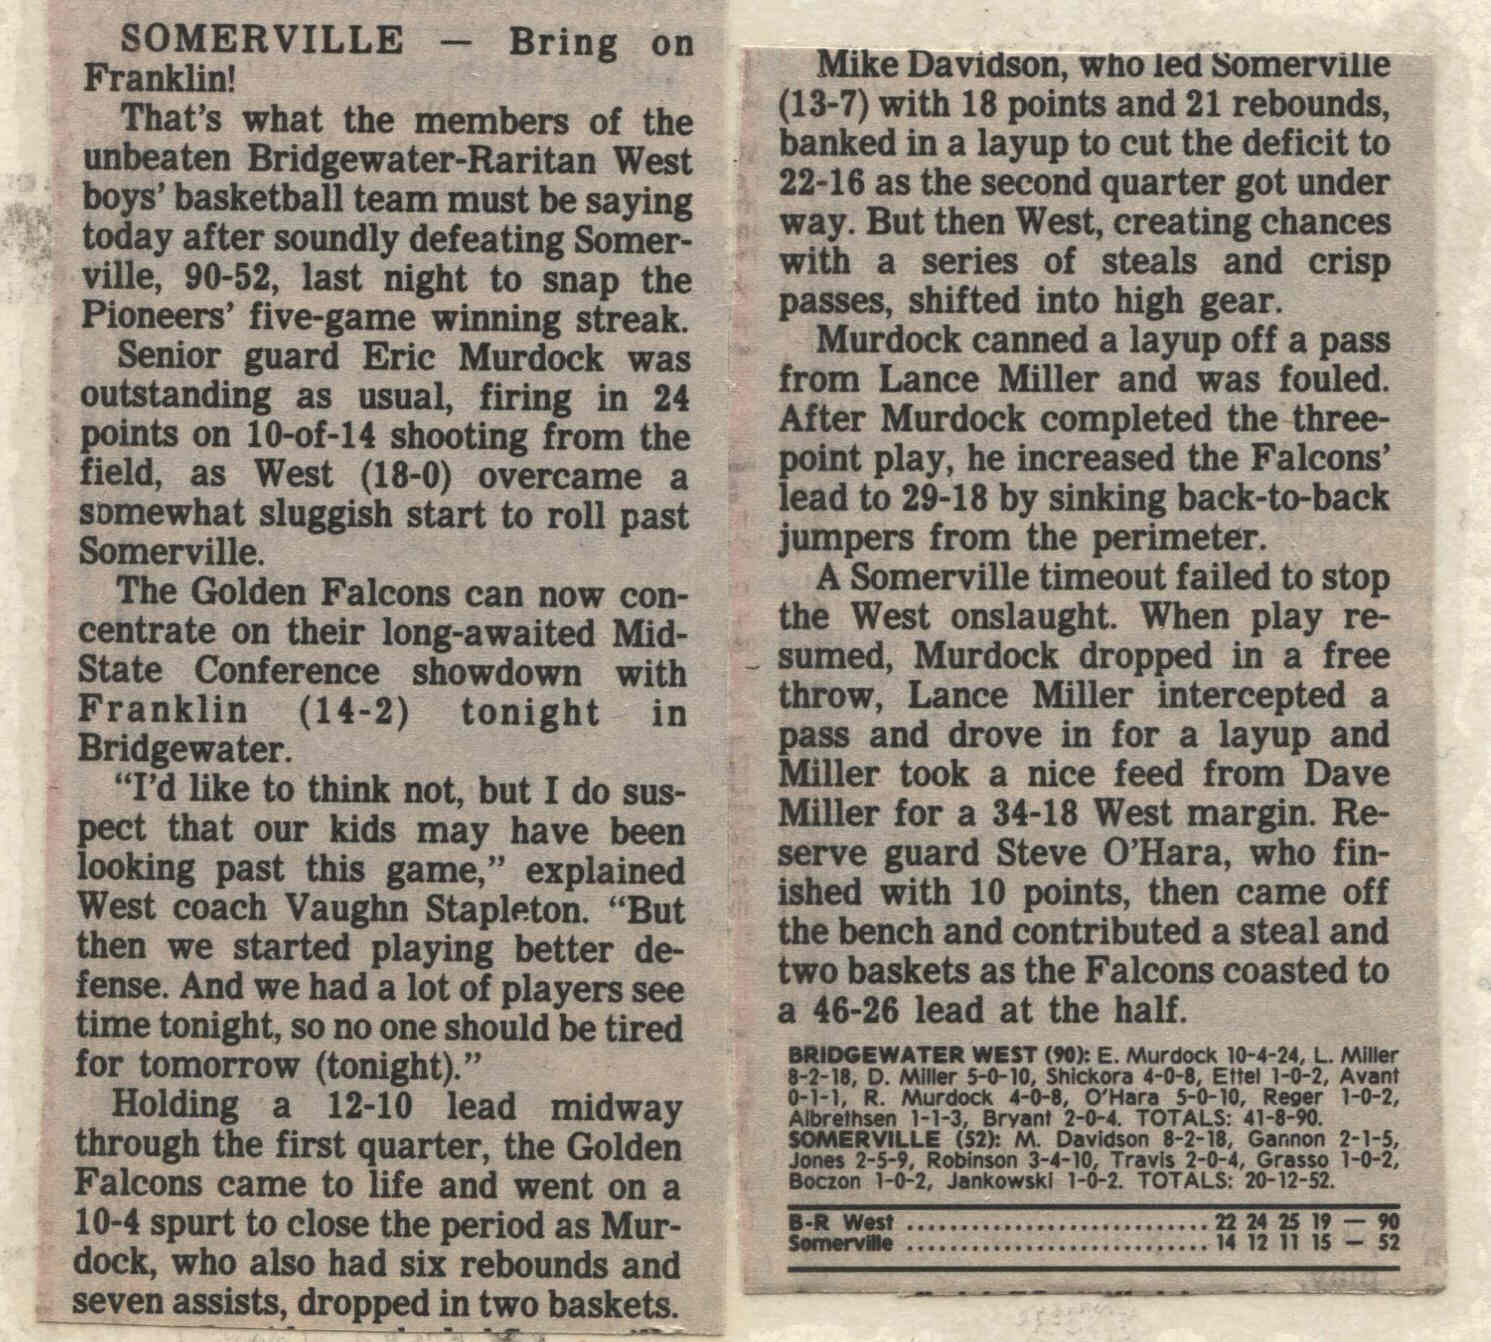 SOMERVILLE — Bring on
Franklin!
That's what the members of the
unbeaten Bridgewater-Raritan West
boys' basketball team must be saying
today after soundly defeating Somer-
ville, 90-52, last night to snap the
Pioneers' five-game winning streak.
Senior guard Eric Murdock was
outstanding as usual, firing in 24
points on 10-of-14 shooting from the
field, as West (18-0) overcame a
somewhat sluggish start to roll past
Somerville.
The Golden Falcons can now con-
centrate on their long-awaited Mid-
State Conference showdown with
Franklin (14-2) tonight in
Bridgewater.
“I'd like to think not, but I do sus-
pect that our kids may have been
looking past this game,” explained
West coach Vaughn Stapleton. “But
then we started playing better de-
fense. And we had a lot of players see
time tonight, so no one should be tired
for tomorrow (tonight).”
Holding a 12-10 lead midway
through the first quarter, the Golden
Falcons came to life and went on a
10-4 spurt to close the period as Mur-
dock, who also had six rebounds and
seven assists, dropped in two baskets.
Mike Davidson, who led Somerville
(13-7) with 18 points and 21 rebounds,
banked in a layup to cut the deficit to
22-16 as the second quarter got under
way. But then West, creating chances
with a series of steals and crisp
passes, shifted into high gear.
Murdock canned a layup off a pass
from Lance Miller and was fouled.
After Murdock completed the three-
point play, he increased the Falcons'
lead to 29-18 by sinking back-to-back
jumpers from the perimeter.
A Somerville timeout failed to stop
the West onslaught. When play re-
sumed, Murdock dropped in a free
throw, Lance Miller intercepted a
pass and drove in for a layup and
Miller took a nice feed from Dave
Miller for a 34-18 West margin. Re-
serve guard Steve O'Hara, who fin-
ished with 10 points, then came off
the bench and contributed a steal and
two baskets as the Falcons coasted to
a 46-26 lead at the half.
BRIDGEWATER WEST (90): E. Murdock 10-4-24, L. Miller
8-2-18, D. Miller 5-0-10, Shickora 4-0-8, Ettel 1-0-2, Avant
0-1-1, R. Murdock 4-0-8, O'Hara 5-0-10, Reger 1-0-2,
Albrethsen 1-1-3, Bryant 2-0-4. TOTALS: 41-8-90.
SOMERVILLE (52): M. Davidson 8-2-18, Gannon 2-1-5,
Jones 2-5-9, Robinson 3-4-10, Travis 2-0-4, Grasso 1-0-2,
Boczon 1-0-2, Jankowski 1-0-2. TOTALS: 20-12-52.
B-R West .............................. 22 24 25 19 — 90
Somerville .............................. 14 12 11 15 — 52